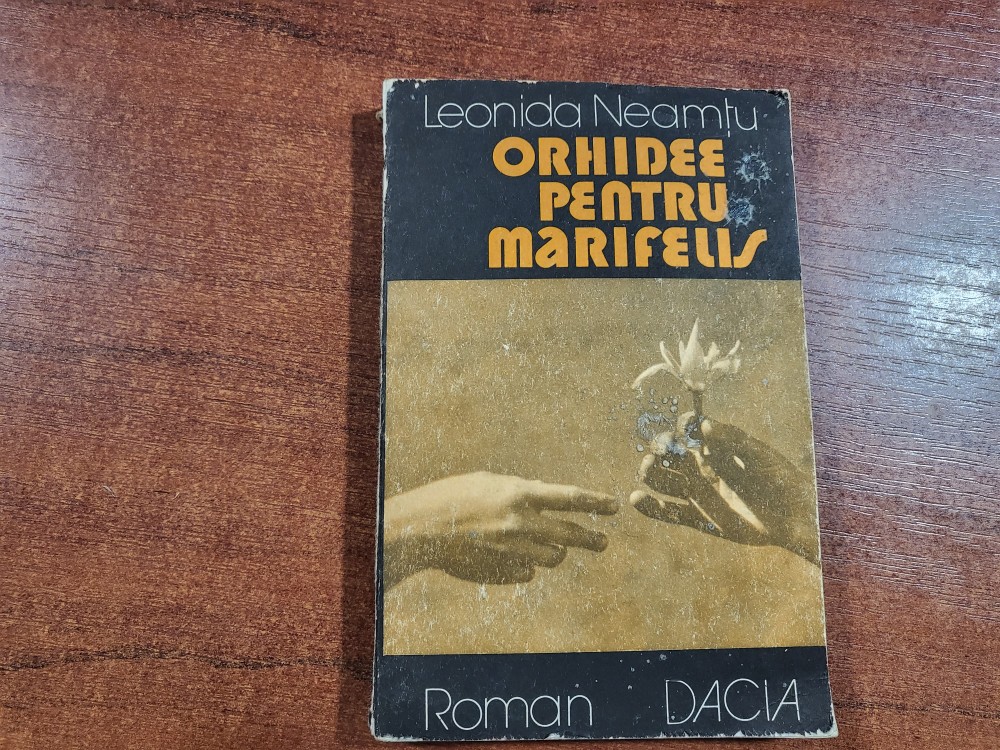 Leonida Neamțu
ORHIDEE
PENTRU
MARIFELIS
Roman DACIA